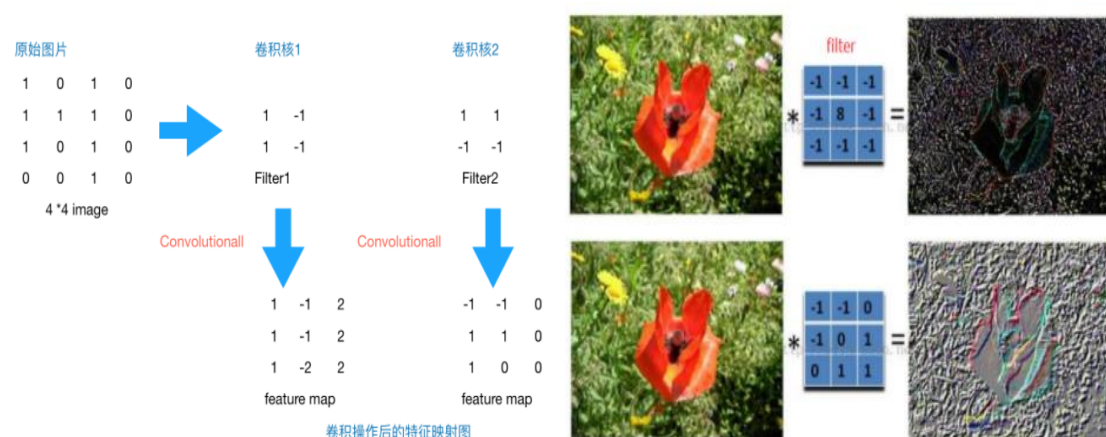 原始图片
1 0 1 0
1 1 1 0
1 0 1 0
0 0 1 0
4 *4 image
卷积核1
1 -1
1 -1
Filter1
卷积核2
1 1
-1 -1
Filter2
Convolutionall
Convolutionall
1 -1 2
1 -1 2
1 -2 2
feature map
-1 -1 0
1 1 0
1 0 0
feature map
卷积操作后的特征映射图
filter
-1 -1 -1
* -1 8 -1 =
-1 -1 -1
-1 -1 0
* -1 0 1 =
0 1 1